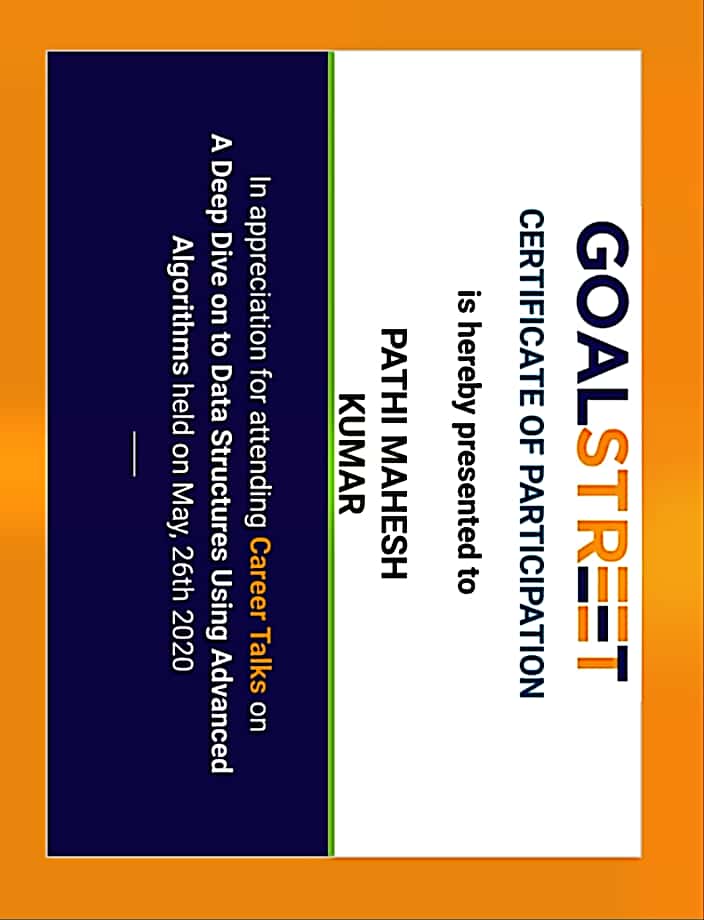 GOALSTREET
CERTIFICATE OF PARTICIPATION
is hereby presented to
PATHI MAHESH
KUMAR
In appreciation for attending Career Talks on
A Deep Dive on to Data Structures Using Advanced
Algorithms held on May, 26th 2020